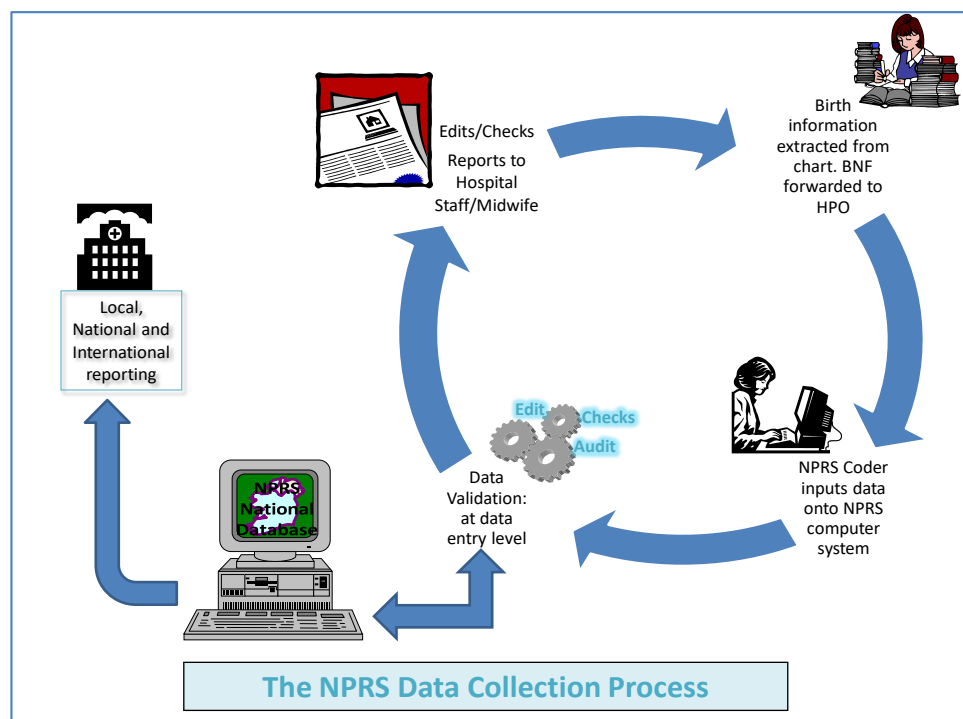 Edits/Checks
Reports to
Hospital
Staff/Midwife
Birth
information
extracted from
chart. BNF
forwarded to
HPO
NPRS Coder
inputs data
onto NPRS
computer
system
Edit
Checks
Audit
Data
Validation:
at data
entry level
NPRS
National
Database
Local,
National and
International
reporting
The NPRS Data Collection Process